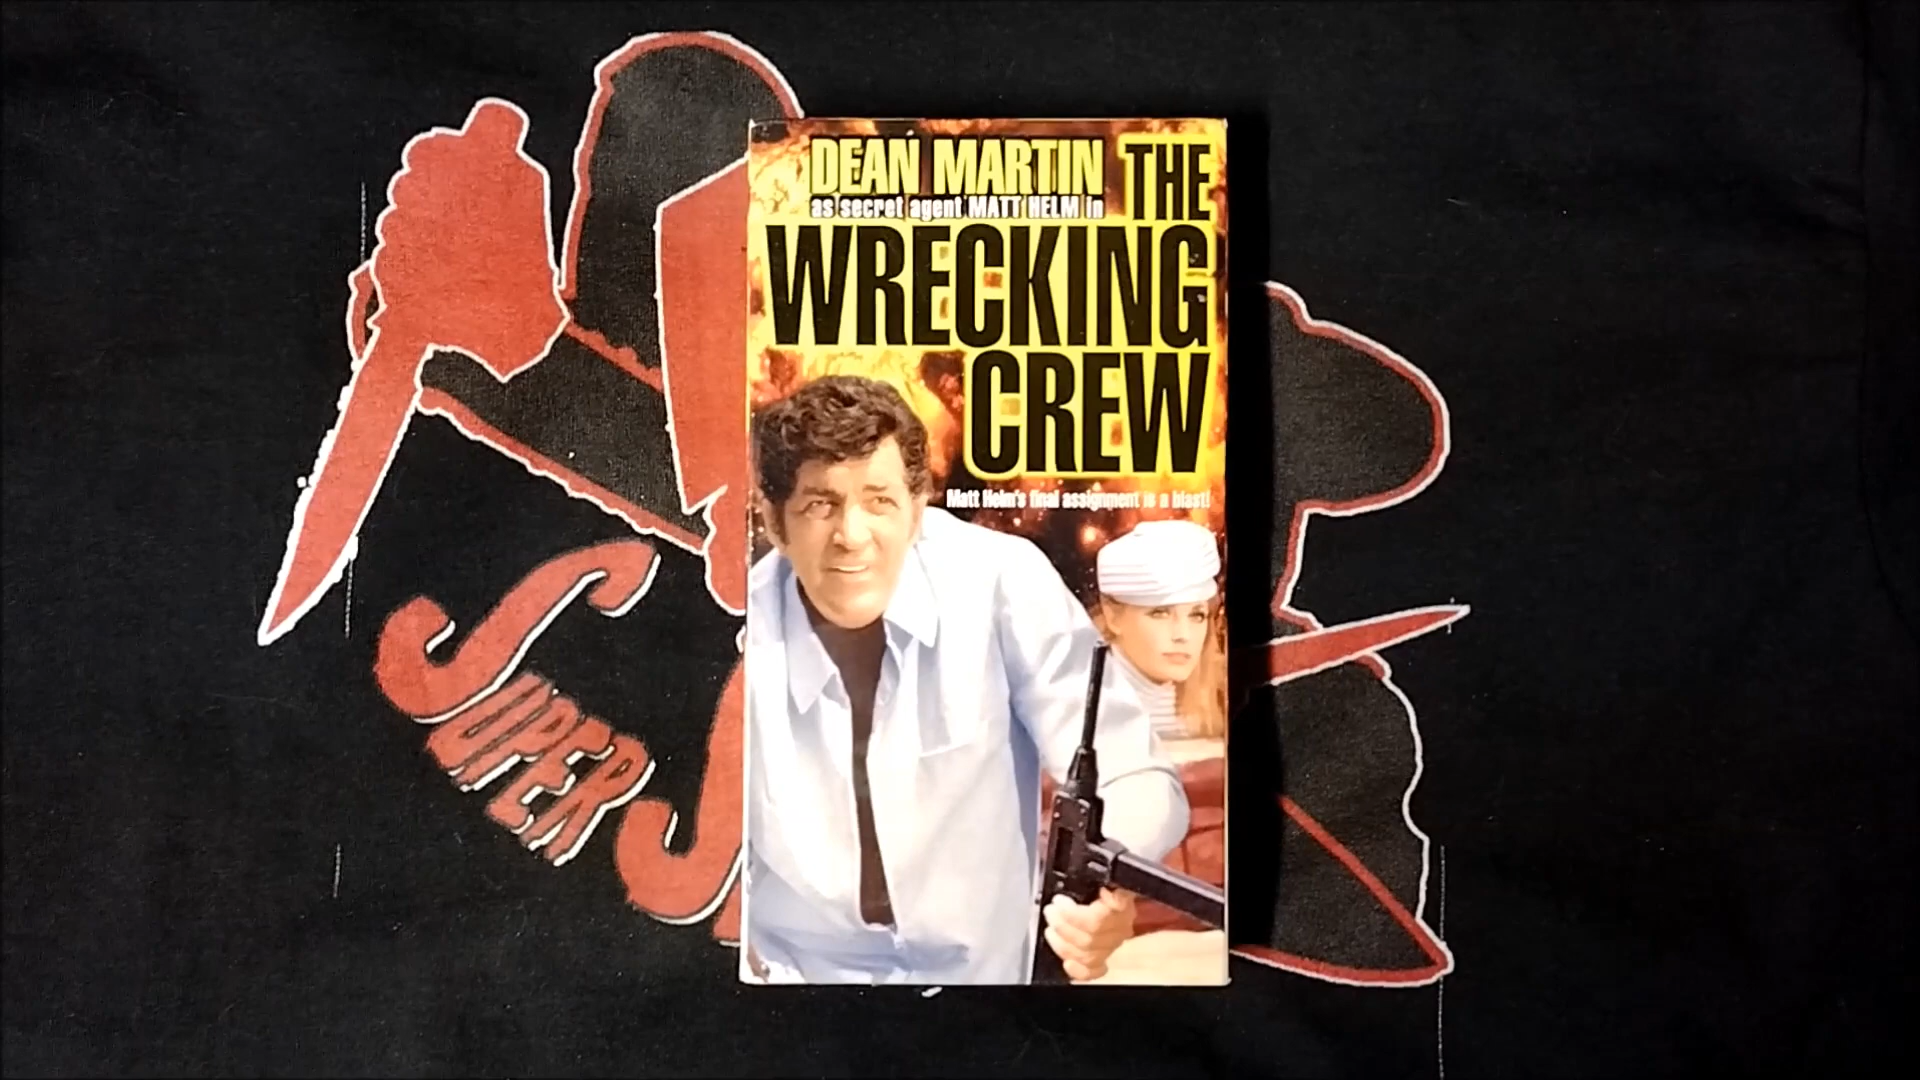 DEAN MARTIN
as secret agent MATT HELM in
THE
WRECKING
CREW
Matt Helm's final assignment is a blast!
SUPER